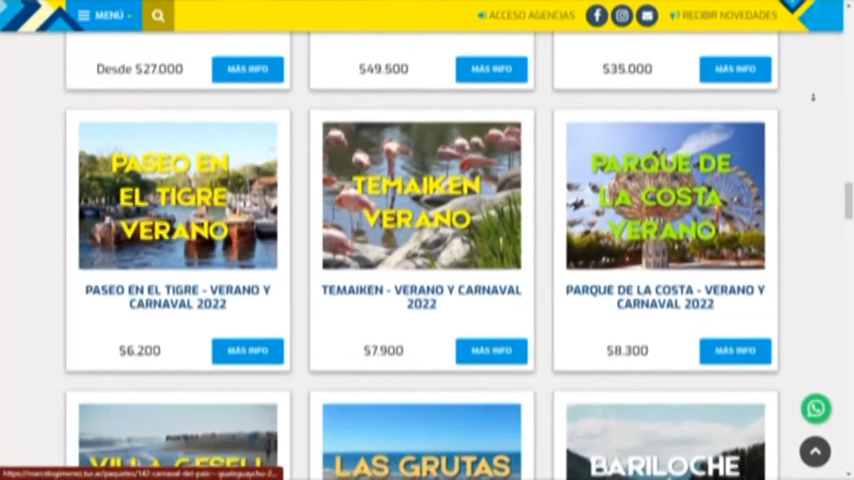 MENÚ
ACCESO AGENCIAS
RECIBIR NOVEDADES
Desde $27.000
MÁS INFO
$49.500
MÁS INFO
$35.000
MÁS INFO
PASEO EN
EL TIGRE
VERANO
TEMAIKEN
VERANO
PARQUE DE
LA COSTA
VERANO
PASEO EN EL TIGRE - VERANO Y
CARNAVAL 2022
TEMAIKEN - VERANO Y CARNAVAL
2022
PARQUE DE LA COSTA - VERANO Y
CARNAVAL 2022
$6.200
MÁS INFO
$7.900
MÁS INFO
$8.300
MÁS INFO
VILLA GESELL
LAS GRUTAS
BARILOCHE